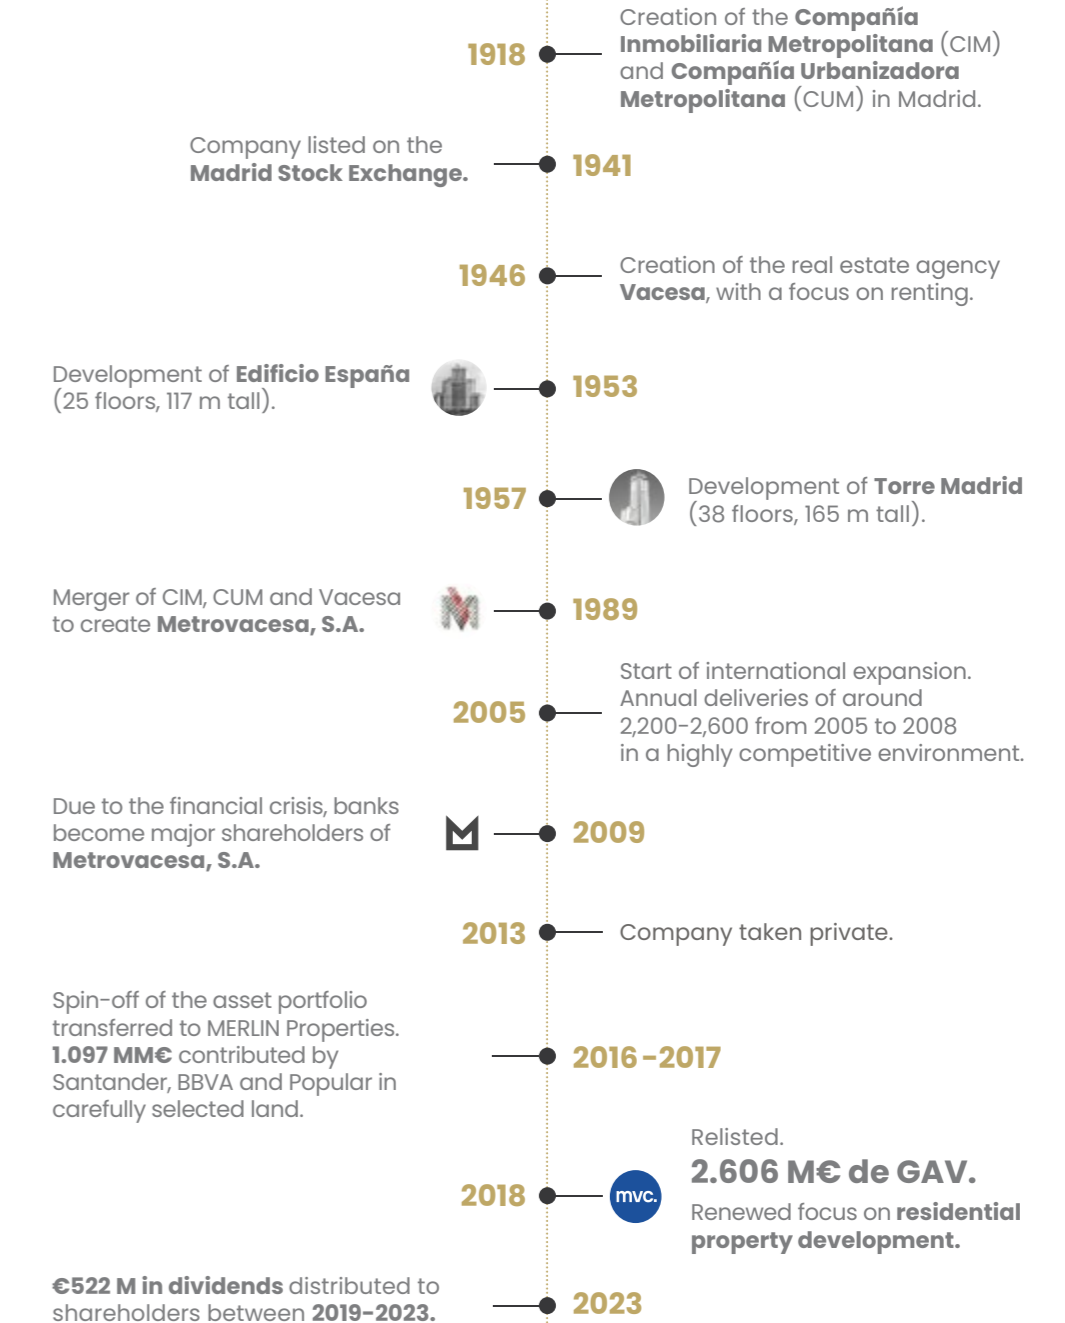 1918
Creation of the Compañía
Inmobiliaria Metropolitana (CIM)
and Compañía Urbanizadora
Metropolitana (CUM) in Madrid.
Company listed on the
Madrid Stock Exchange.
1941
1946
Creation of the real estate agency
Vacesa, with a focus on renting.
Development of Edificio España
(25 floors, 117 m tall).
1953
1957
Development of Torre Madrid
(38 floors, 165 m tall).
Merger of CIM, CUM and Vacesa
to create Metrovacesa, S.A.
1989
2005
Start of international expansion.
Annual deliveries of around
2,200-2,600 from 2005 to 2008
in a highly competitive environment.
Due to the financial crisis, banks
become major shareholders of
Metrovacesa, S.A.
2009
2013
Company taken private.
Spin-off of the asset portfolio
transferred to MERLIN Properties.
1.097 MM€ contributed by
Santander, BBVA and Popular in
carefully selected land.
2016-2017
2018
mvc.
Relisted.
2.606 M€ de GAV.
Renewed focus on residential
property development.
€522 M in dividends distributed to
shareholders between 2019-2023.
2023